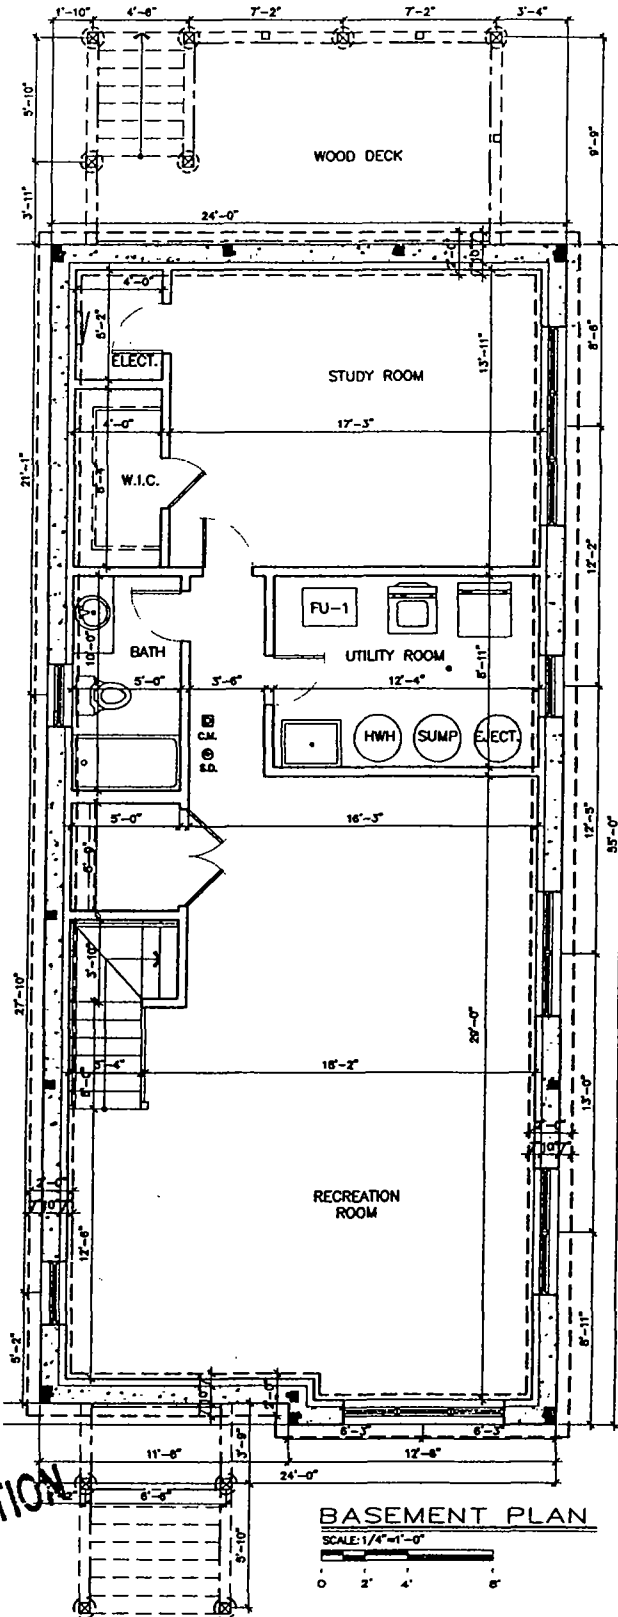 1'-10" 4'-6" 7'-2" 7'-2" 3'-4"
5'-10"
WOOD DECK
9'-9"
3'-11"
24'-0"
4'-0"
ELECT.
STUDY ROOM
13'-11"
8'-6"
4'-0" 17'-3"
W.I.C.
21'-1"
12'-2"
FU-1
BATH
10'-0"
UTILITY ROOM
8'-11"
5'-0" 3'-6" 12'-4"
C.M.
S.D.
HWH SUMP EJECT.
5'-0" 16'-3"
12'-5"
55'-0"
3'-10"
27'-10"
29'-0"
18'-2"
13'-0"
RECREATION
ROOM
12'-6"
5'-2"
8'-11"
6'-3" 6'-3"
11'-6" 3'-9" 12'-6"
24'-0"
6'-6"
5'-10"
BASEMENT PLAN
SCALE: 1/4"=1'-0"
0 2' 4' 8'